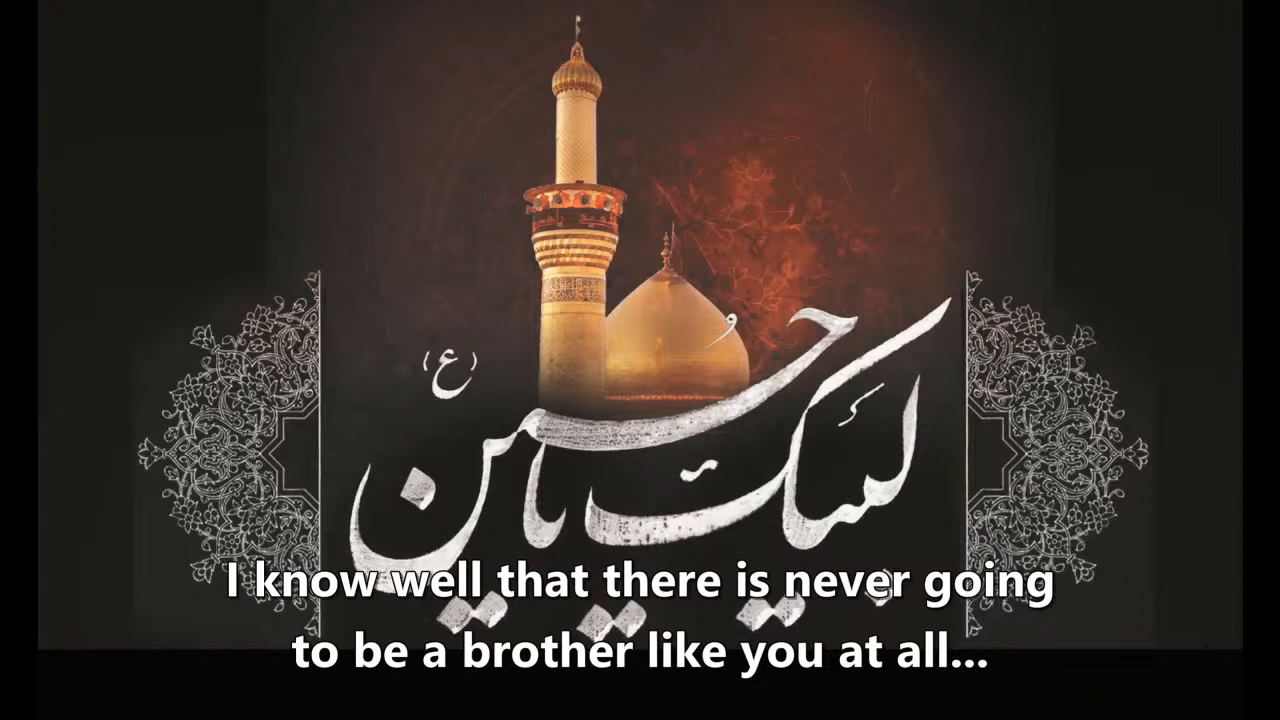 لبیک یا حسین
(ع)
I know well that there is never going
to be a brother like you at all...